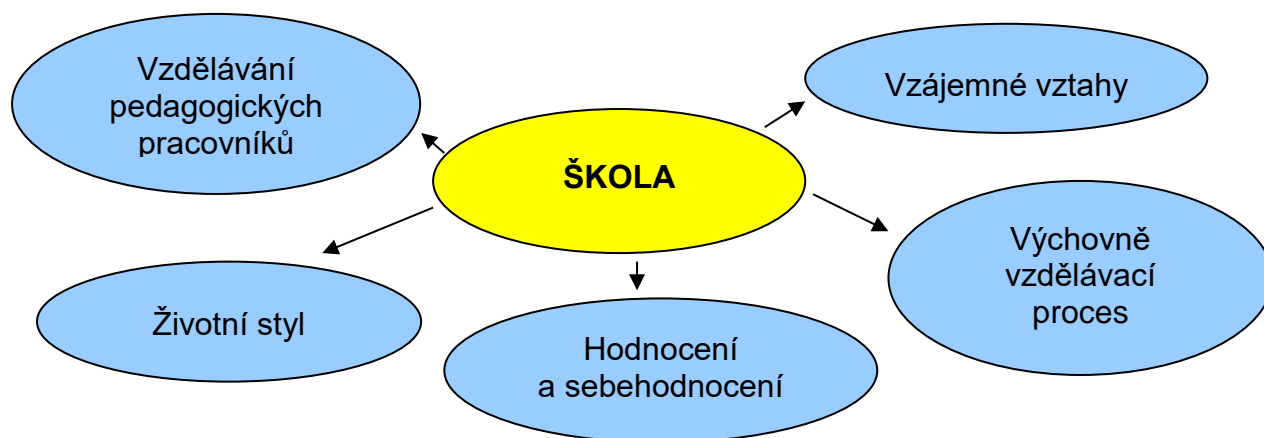 Vzdělávání
pedagogických
pracovníků
Vzájemné vztahy
ŠKOLA
Výchovně
vzdělávací
proces
Životní styl
Hodnocení
a sebehodnocení